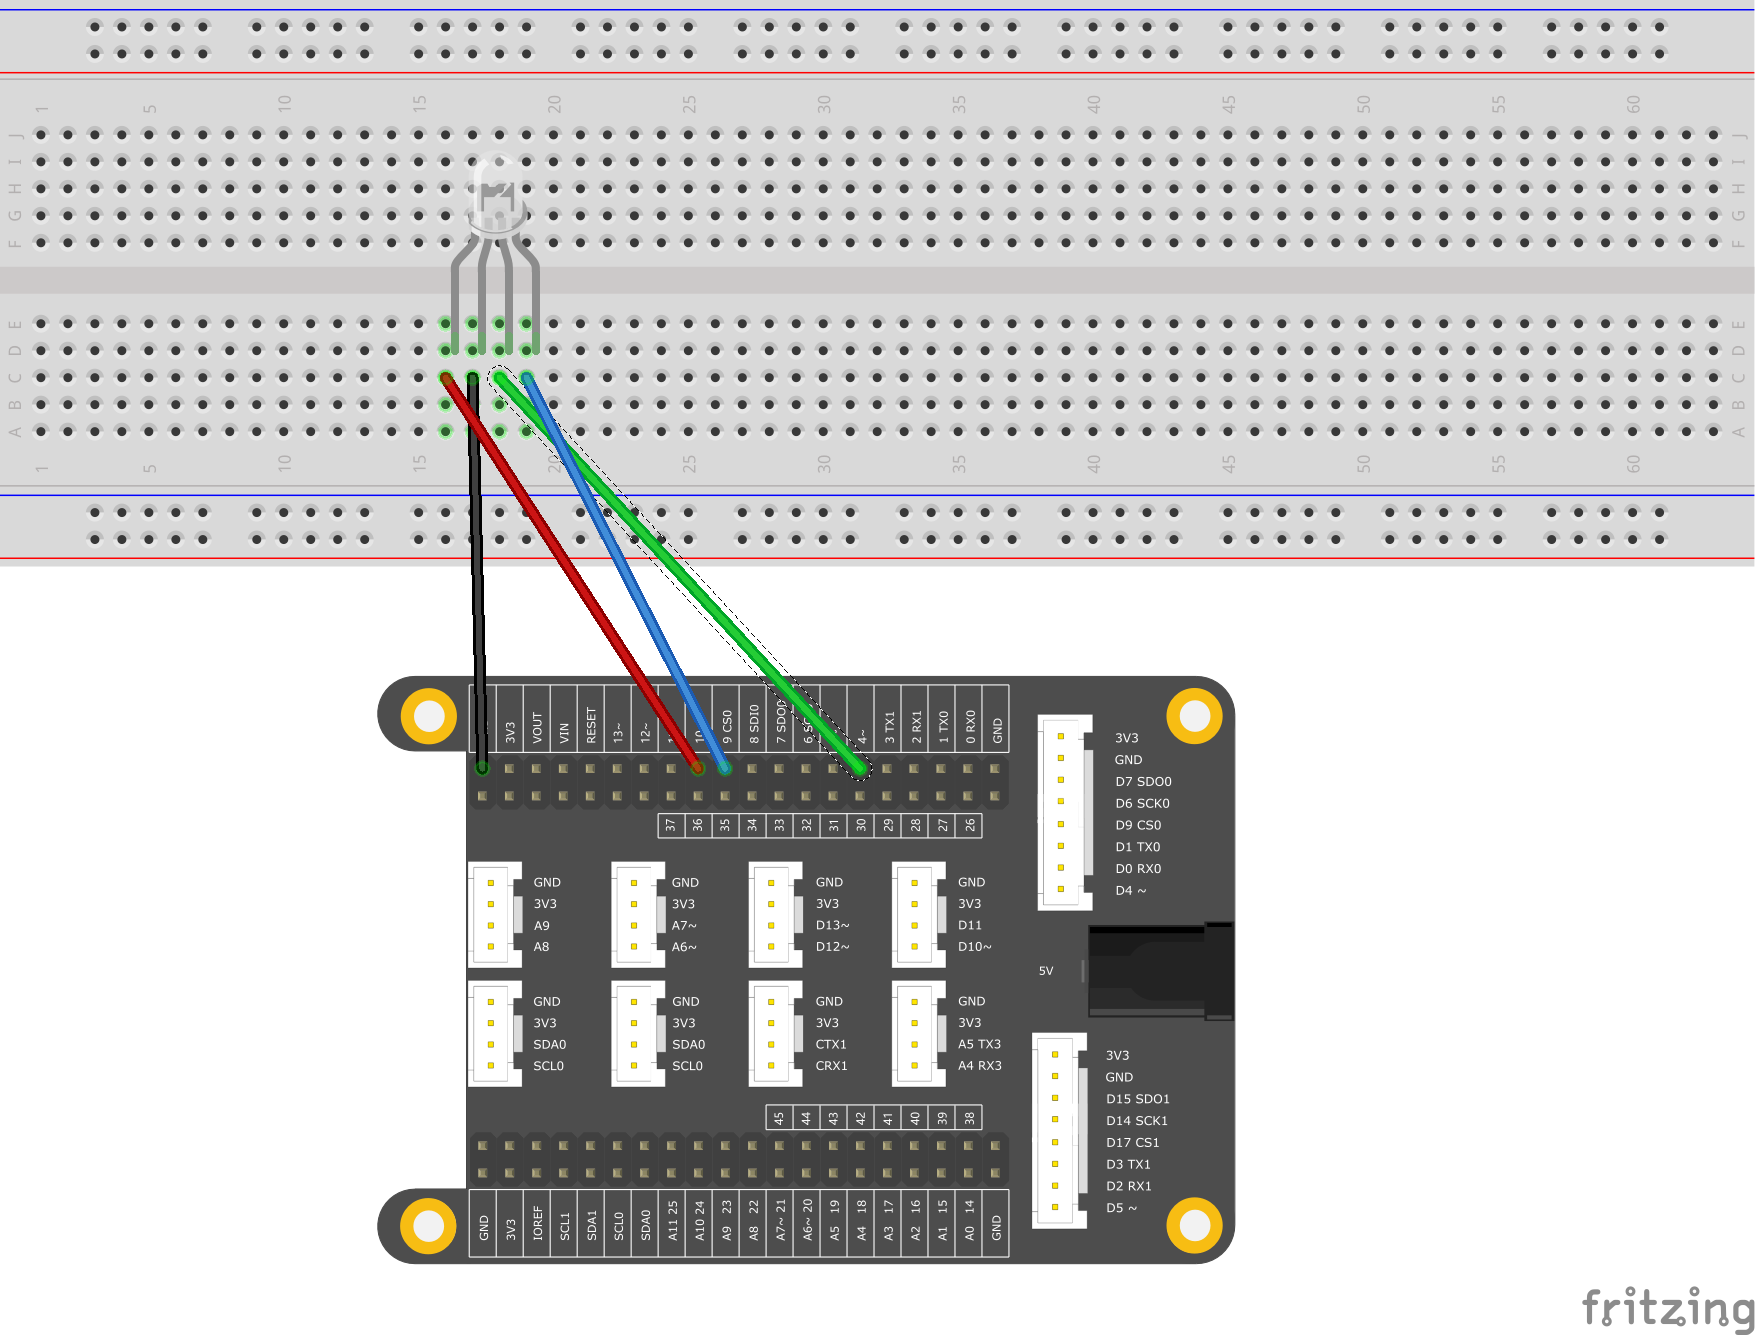 1 5 10 15 20 25 30 35 40 45 50 55 60
J J
I I
H H
G G
F F
E E
D D
C C
B B
A A
1 5 10 15 20 25 30 35 40 45 50 55 60
3V3 VOUT VIN RESET 13~ 12~ 9 CS0 8 SDI0 7 SDO0 4~ 3 TX1 2 RX1 1 TX0 0 RX0 GND
37 36 35 34 33 32 31 30 29 28 27 26
3V3
GND
D7 SDO0
D6 SCK0
D9 CS0
D1 TX0
D0 RX0
D4 ~
GND
3V3
A9
A8
GND
3V3
A7~
A6~
GND
3V3
D13~
D12~
GND
3V3
D11
D10~
5V
GND
3V3
SDA0
SCL0
GND
3V3
SDA0
SCL0
GND
3V3
CTX1
CRX1
GND
3V3
A5 TX3
A4 RX3
3V3
GND
D15 SDO1
D14 SCK1
D17 CS1
D3 TX1
D2 RX1
D5 ~
45 44 43 42 41 40 39 38
GND 3V3 IOREF SCL1 SDA1 SCL0 SDA0 A11 25 A10 24 A9 23 A8 22 A7~ 21 A6~ 20 A5 19 A4 18 A3 17 A2 16 A1 15 A0 14 GND
fritzing